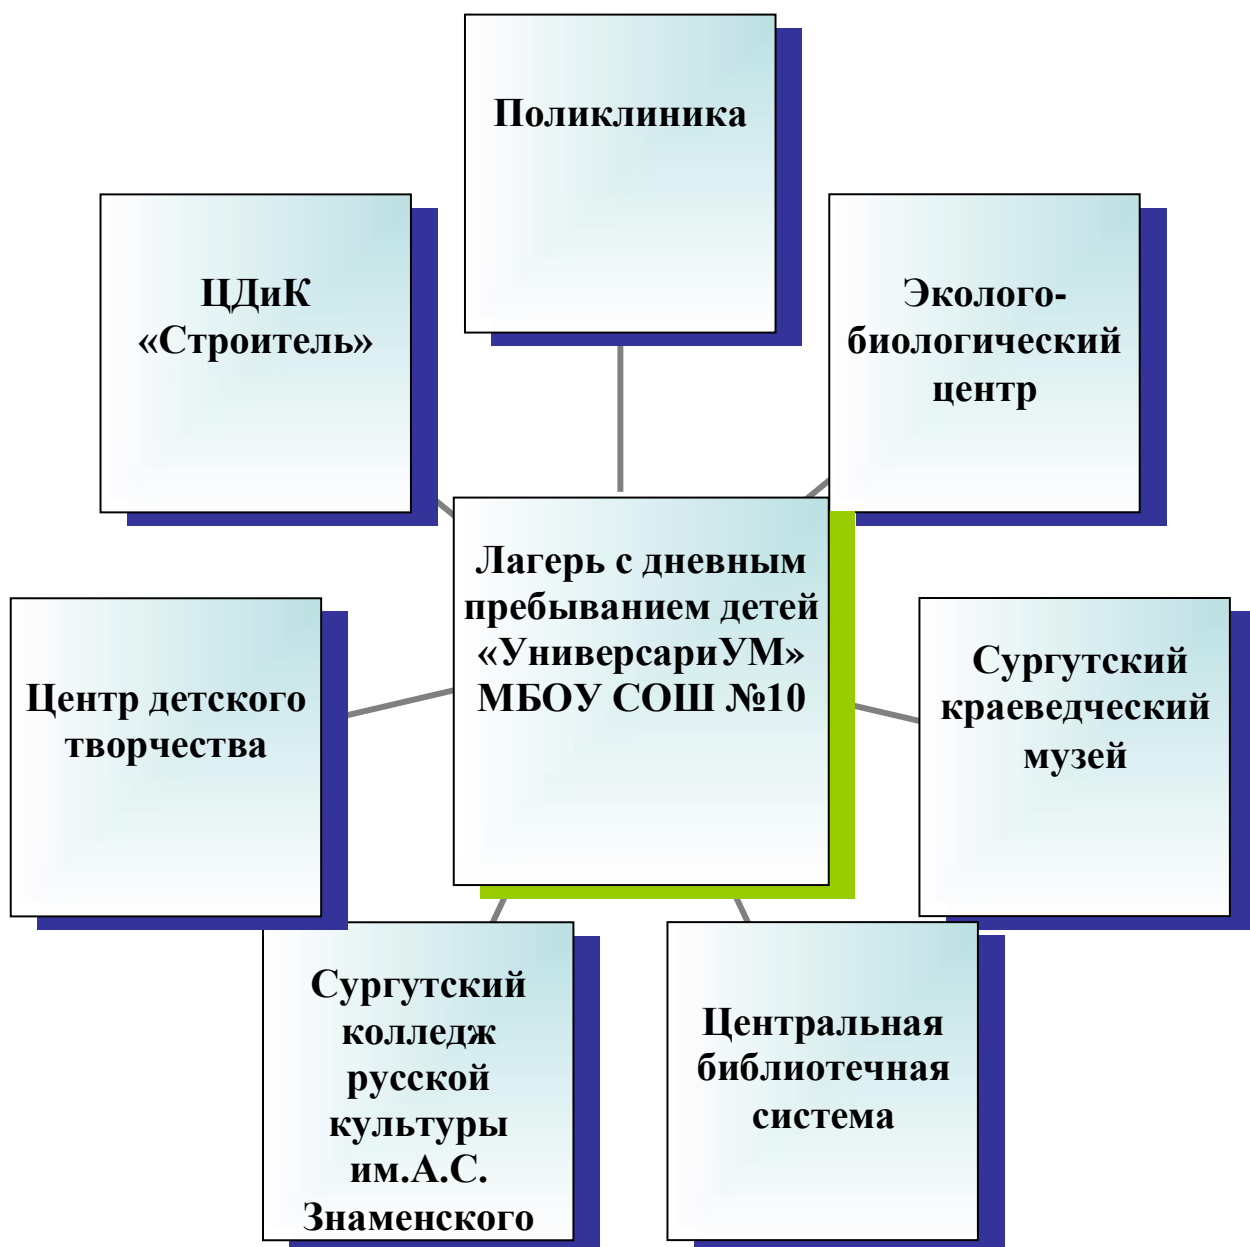 Поликлиника
ЦДиК
«Строитель»
Эколого-
биологический
центр
Лагерь с дневным
пребыванием детей
«УниверсариУМ»
МБОУ СОШ №10
Центр детского
творчества
Сургутский
краеведческий
музей
Сургутский
колледж
русской
культуры
им.А.С.
Знаменского
Центральная
библиотечная
система